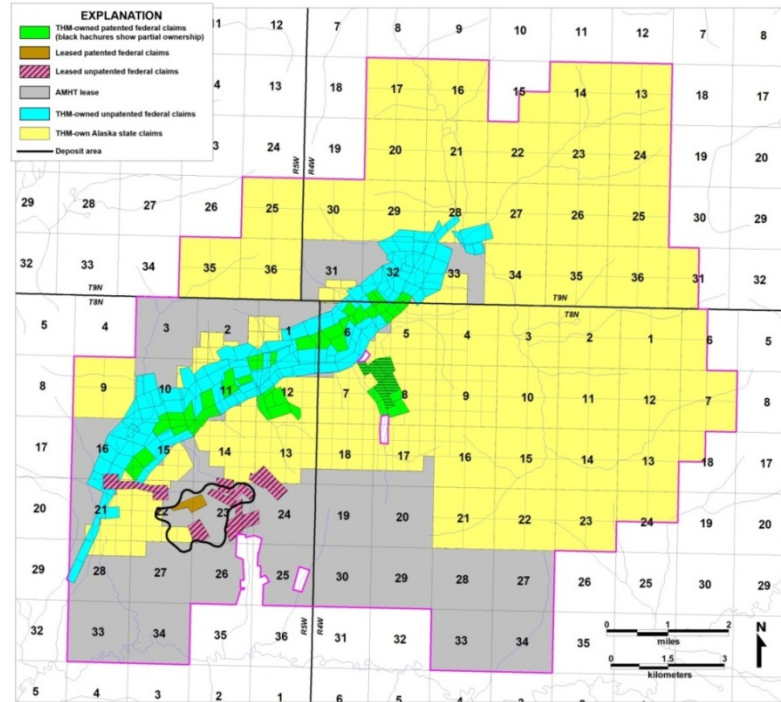 EXPLANATION
THM-owned patented federal claims
(black hachures show partial ownership)
Leased patented federal claims
Leased unpatented federal claims
AMHT lease
THM-owned unpatented federal claims
THM-own Alaska state claims
Deposit area
11 12 7 8 9 10 11 12 7 8
13 18 17 16 15 14 13 18 17
24 19 20 21 22 23 24 19 20
R5W R4W
29 28 27 26 25 30 29 28 27 26 25 30 29
32 33 34 35 36 31 32 33 34 35 36 31 32
T9N T9N
T8N T8N
5 4 3 2 1 6 5 4 3 2 1 6 5
8 9 10 11 12 7 8 9 10 11 12 7 8
17 16 15 14 13 18 17 16 15 14 13 18 17
20 21 22 23 24 19 20 21 22 23 24 19 20
29 28 27 26 25 30 29 28 27 26 25 30 29
32 33 34 35 36 31 32 33 34 35
R5W R4W
0 1 2
miles
0 1.5 3
kilometers
N
5 4 3 2 1 6 5